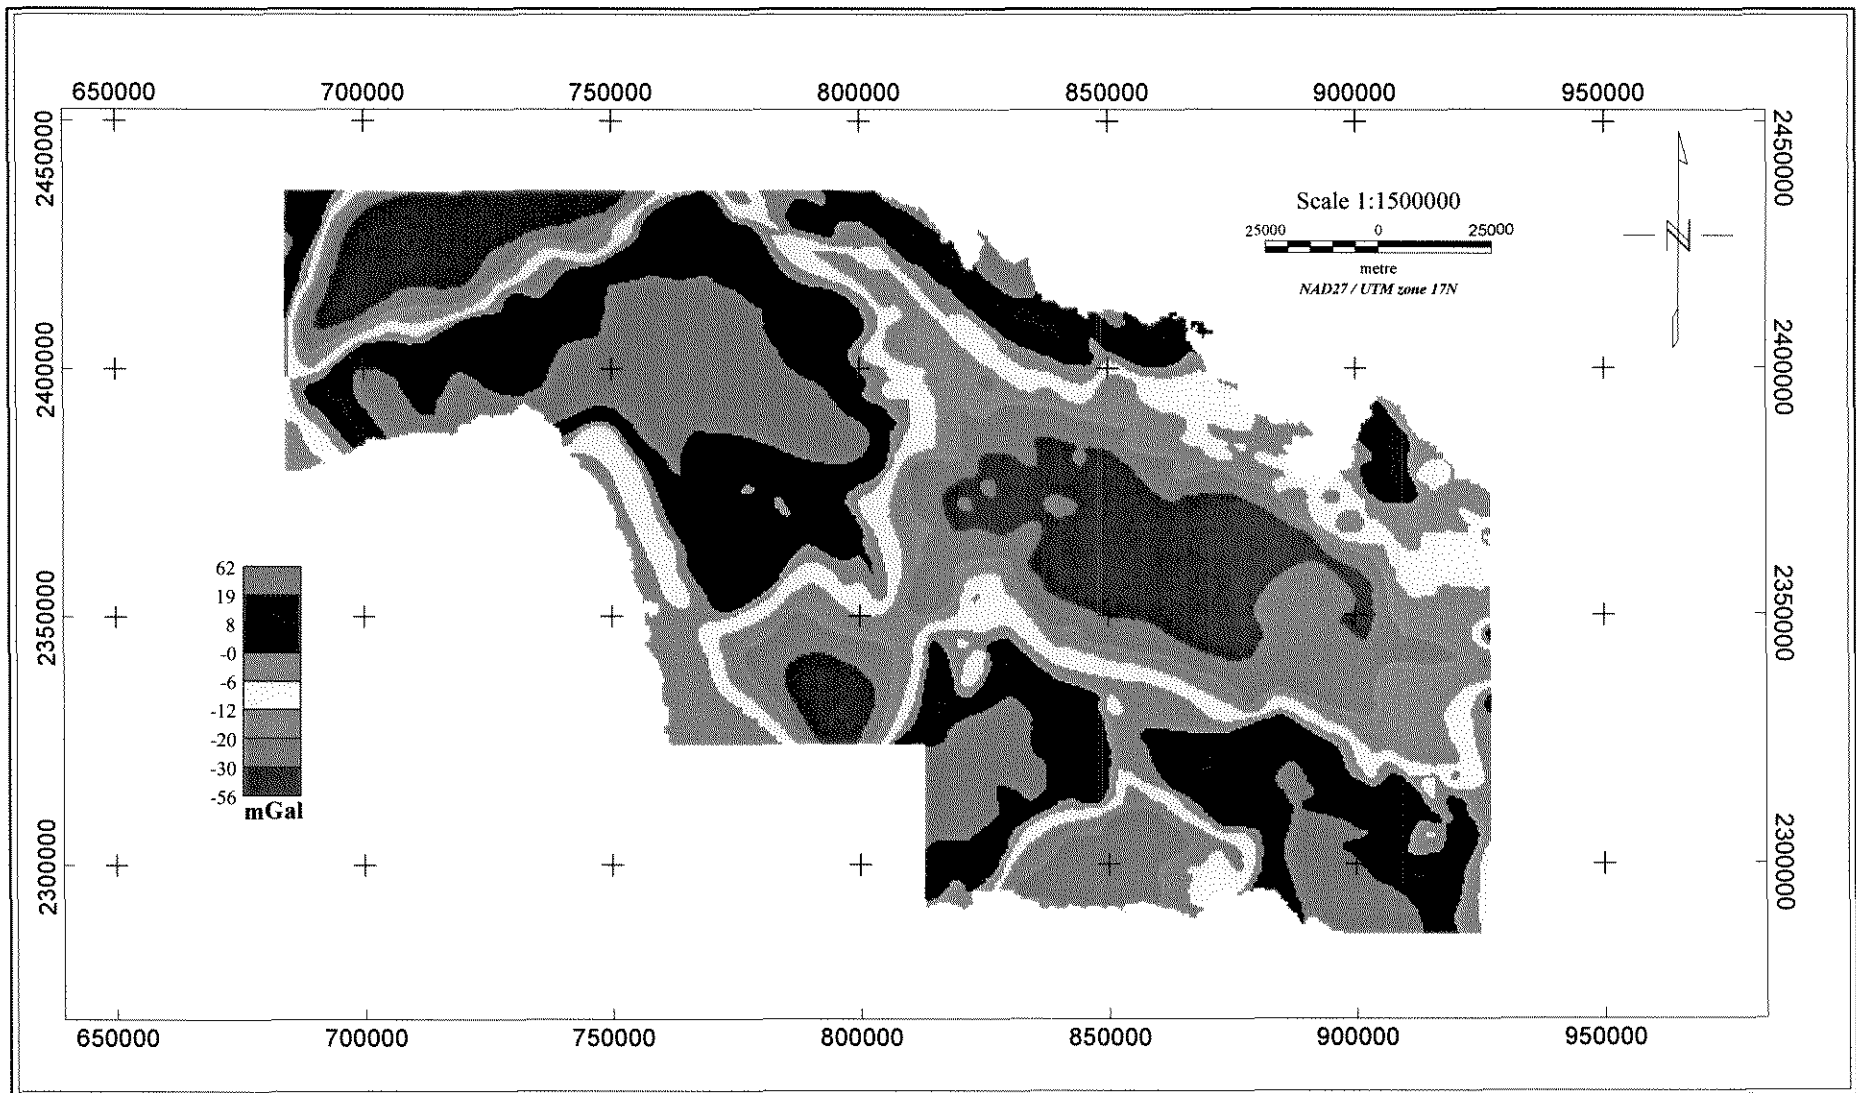 650000 700000 750000 800000 850000 900000 950000
2450000 2450000
Scale 1:1500000
25000 0 25000
metre
NAD27 / UTM zone 17N
N
2400000 2400000
2350000 2350000
62
19
8
-0
-6
-12
-20
-30
-56
mGal
2300000 2300000
650000 700000 750000 800000 850000 900000 950000